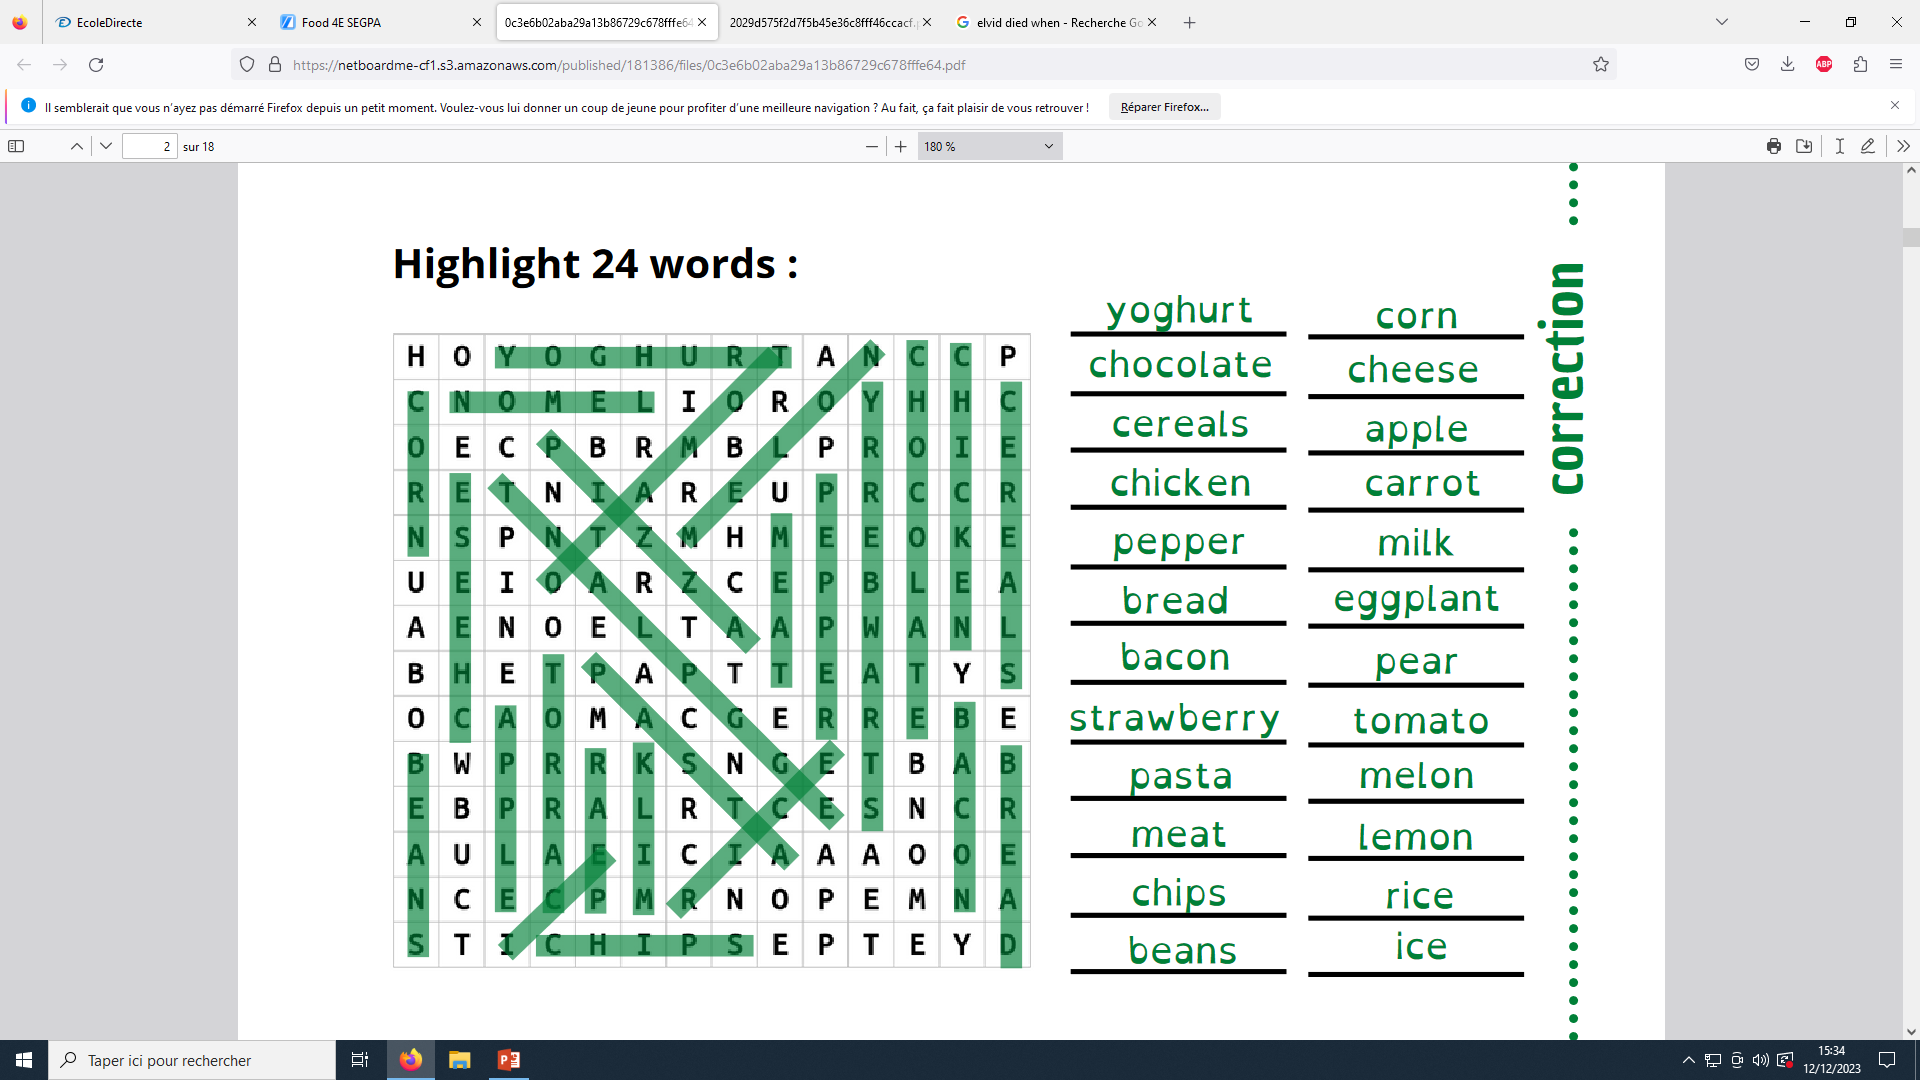 EcoleDirecte
Food 4E SEGPA
0c3e6b02aba29a13b86729c678fffe64
2029d575f2d7f5b45e36c8fff46ccacf.p
elvid died when - Recherche Go
https://netboardme-cf1.s3.amazonaws.com/published/181386/files/0c3e6b02aba29a13b86729c678fffe64.pdf
ABP
Il semblerait que vous n'ayez pas démarré Firefox depuis un petit moment. Voulez-vous lui donner un coup de jeune pour profiter d'une meilleure navigation ? Au fait, ça fait plaisir de vous retrouver !
Réparer Firefox...
2 sur 18
180 %
Highlight 24 words :
H O Y O G H U R T A N C C P
C N O M E L I O R O Y H H C
O E C P B R M B L P R O I E
R E T N I A R E U P R C C R
N S P N T Z M H M E E O K E
U E I O A R Z C E P B L E A
A E N O E L T A A P W A N L
B H E T P A P T T E A T Y S
O C A O M A C G E R R E B E
B W P R R K S N G E T B A B
E B P R A L R T C E S N C R
A U L A E I C I A A A O O E
N C E C P M R N O P E M N A
S T I C H I P S E P T E Y D
yoghurt
chocolate
cereals
chicken
pepper
bread
bacon
strawberry
pasta
meat
chips
beans
corn
cheese
apple
carrot
milk
eggplant
pear
tomato
melon
lemon
rice
ice
correction
Taper ici pour rechercher
15:34
12/12/2023